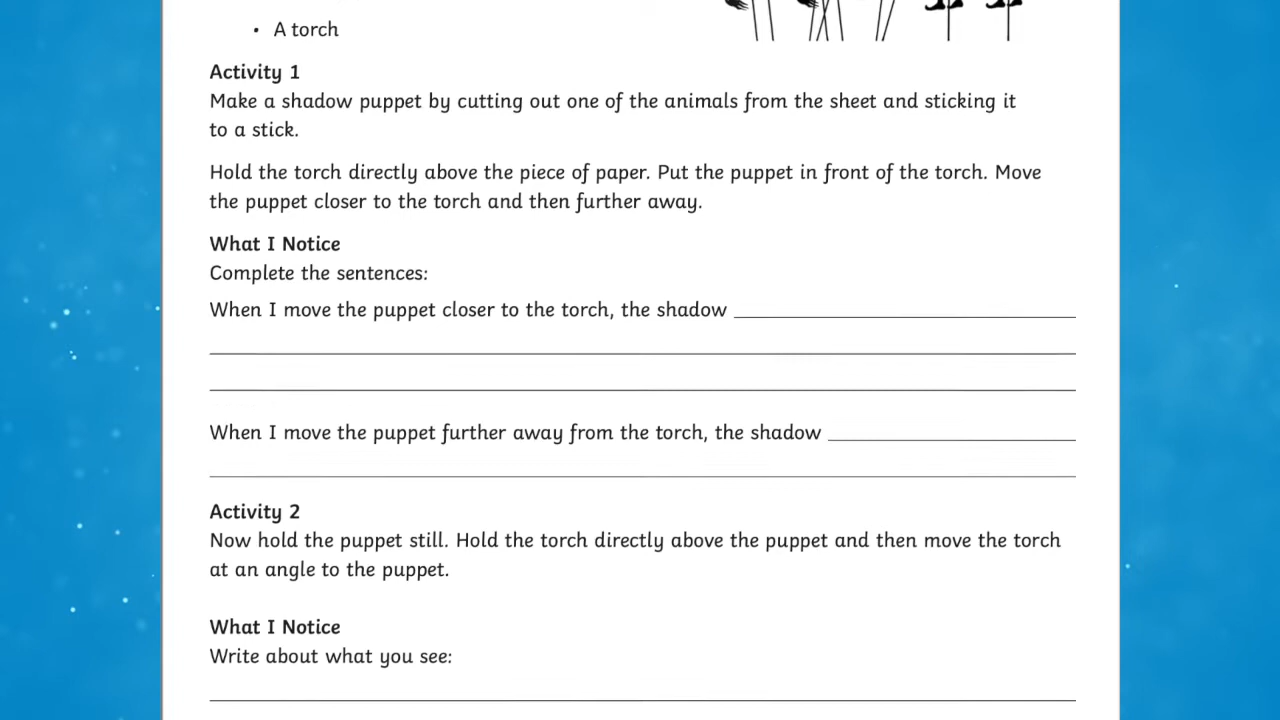 • A torch
Activity 1
Make a shadow puppet by cutting out one of the animals from the sheet and sticking it
to a stick.
Hold the torch directly above the piece of paper. Put the puppet in front of the torch. Move
the puppet closer to the torch and then further away.
What I Notice
Complete the sentences:
When I move the puppet closer to the torch, the shadow
When I move the puppet further away from the torch, the shadow
Activity 2
Now hold the puppet still. Hold the torch directly above the puppet and then move the torch
at an angle to the puppet.
What I Notice
Write about what you see: